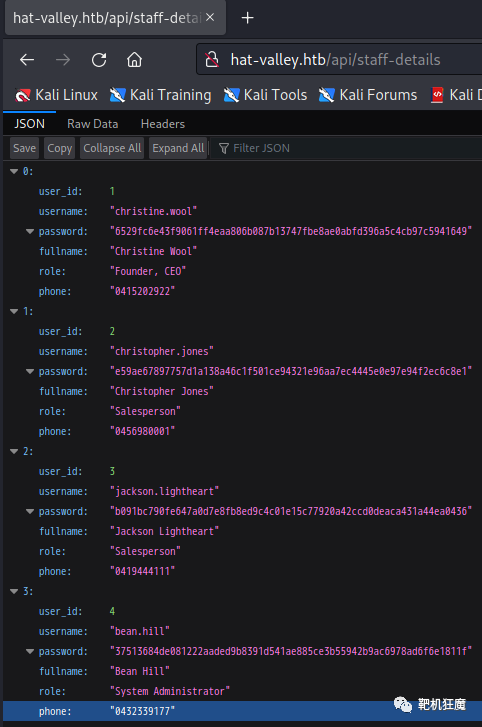 hat-valley.htb/api/staff-detai ×
+
hat-valley.htb/api/staff-details
Kali Linux Kali Training Kali Tools Kali Forums Kali D
JSON Raw Data Headers
Save Copy Collapse All Expand All Filter JSON
0:
user_id: 1
username: "christine.wool"
password: "6529fc6e43f9061ff4eaa806b087b13747fbe8ae0abfd396a5c4cb97c5941649"
fullname: "Christine Wool"
role: "Founder, CEO"
phone: "0415202922"
1:
user_id: 2
username: "christopher.jones"
password: "e59ae67897757d1a138a46c1f501ce94321e96aa7ec4445e0e97e94f2ec6c8e1"
fullname: "Christopher Jones"
role: "Salesperson"
phone: "0456980001"
2:
user_id: 3
username: "jackson.lightheart"
password: "b091bc790fe647a0d7e8fb8ed9c4c01e15c77920a42ccd0deaca431a44ea0436"
fullname: "Jackson Lightheart"
role: "Salesperson"
phone: "0419444111"
3:
user_id: 4
username: "bean.hill"
password: "37513684de081222aaded9b8391d541ae885ce3b55942b9ac6978ad6f6e1811f"
fullname: "Bean Hill"
role: "System Administrator"
phone: "0432339177"
靶机狂魔